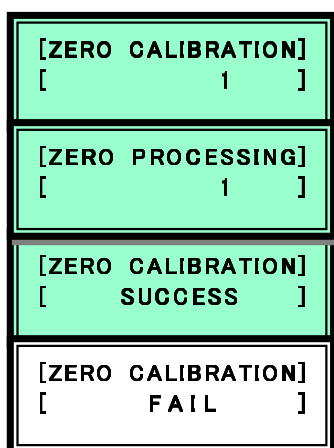 [ZERO CALIBRATION]
[ 1 ]
[ZERO PROCESSING]
[ 1 ]
[ZERO CALIBRATION]
[ SUCCESS ]
[ZERO CALIBRATION]
[ FAIL ]